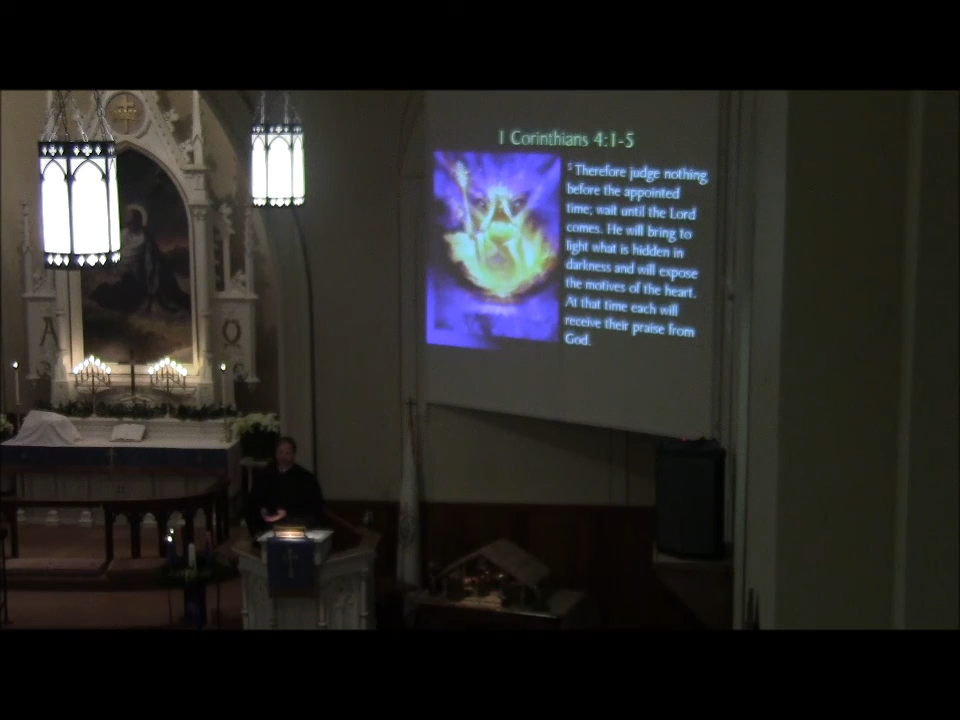 1 Corinthians 4:1-5
5 Therefore judge nothing
before the appointed
time; wait until the Lord
comes. He will bring to
light what is hidden in
darkness and will expose
the motives of the heart.
At that time each will
receive their praise from
God.
A
Ω